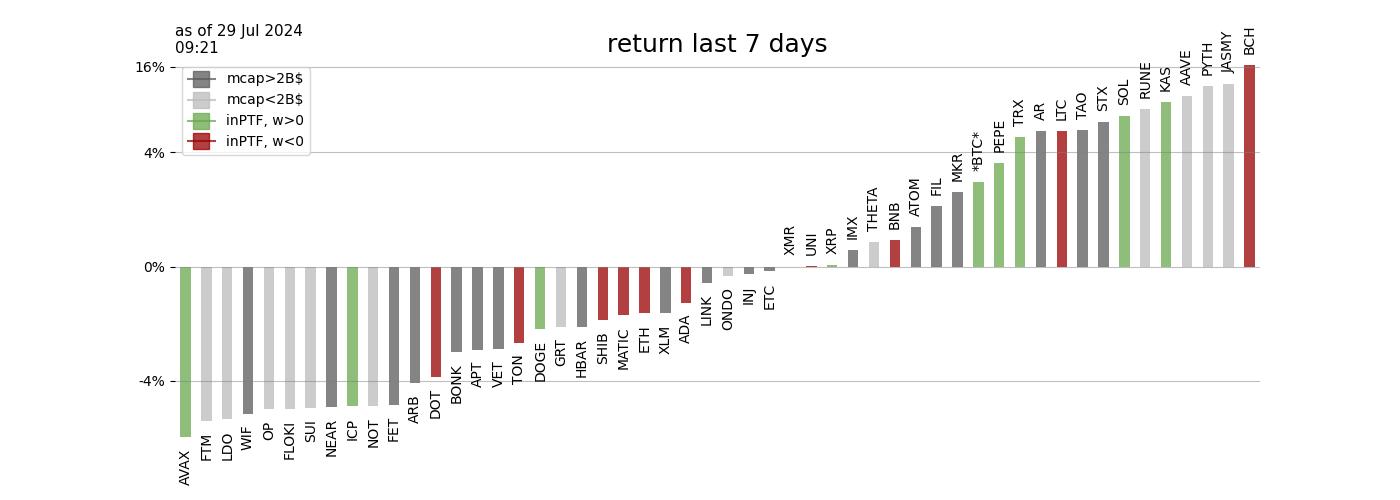 as of 29 Jul 2024
09:21
return last 7 days
16%
4%
0%
-4%
mcap>2B$
mcap<2B$
inPTF, w>0
inPTF, w<0
AVAX
FTM
LDO
WIF
OP
FLOKI
SUI
NEAR
ICP
NOT
FET
ARB
DOT
BONK
APT
VET
TON
DOGE
GRT
HBAR
SHIB
MATIC
ETH
XLM
ADA
LINK
ONDO
INJ
ETC
XMR
UNI
XRP
IMX
THETA
BNB
ATOM
FIL
MKR
*BTC*
PEPE
TRX
AR
LTC
TAO
STX
SOL
RUNE
KAS
AAVE
PYTH
JASMY
BCH